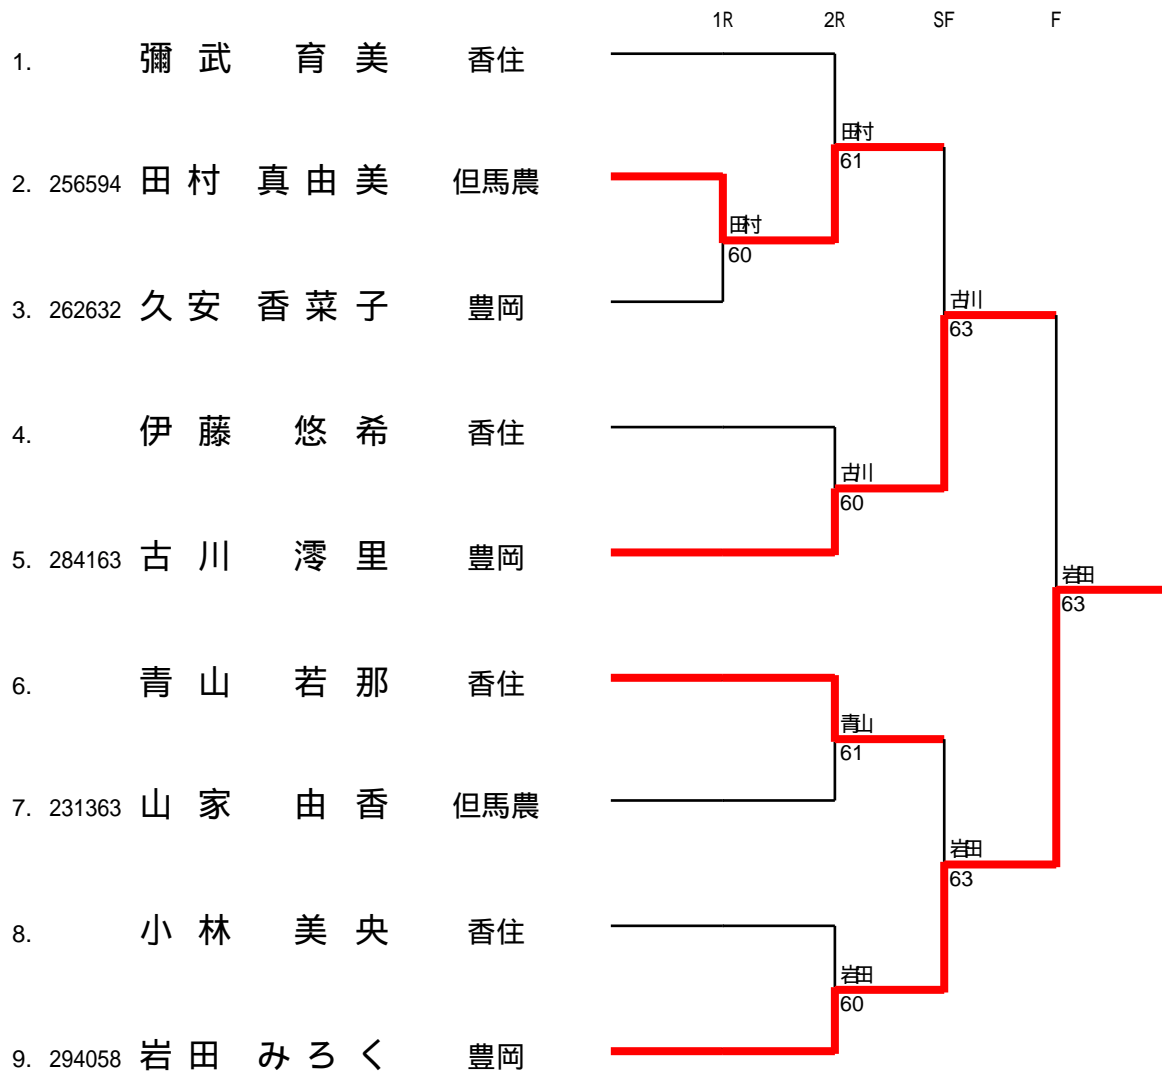 1R 2R SF F
1. 彌武 育美 香住
田村
61
2. 256594 田村 真由美 但馬農
田村
60
3. 262632 久安 香菜子 豊岡
古川
63
4. 伊藤 悠希 香住
古川
60
5. 284163 古川 澪里 豊岡
岩田
63
6. 青山 若那 香住
青山
61
7. 231363 山家 由香 但馬農
岩田
63
8. 小林 美央 香住
岩田
60
9. 294058 岩田 みろく 豊岡